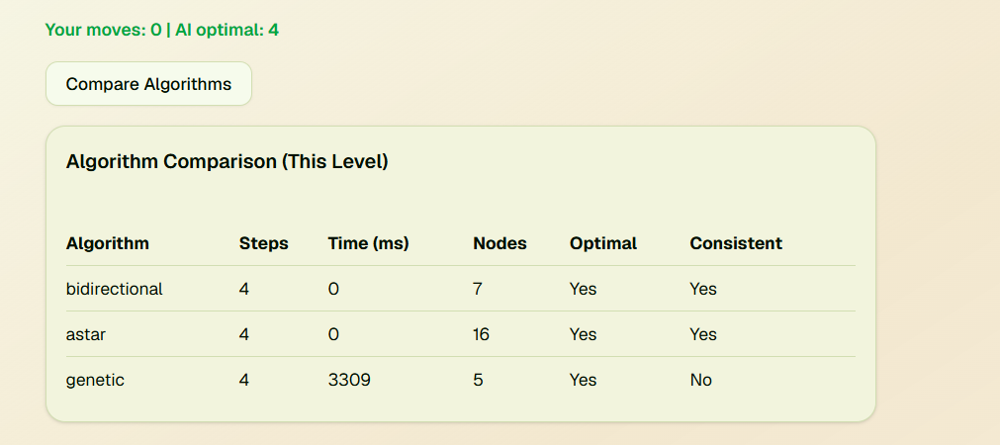 Your moves: 0 | AI optimal: 4
Compare Algorithms
Algorithm Comparison (This Level)
Algorithm Steps Time (ms) Nodes Optimal Consistent
bidirectional 4 0 7 Yes Yes
astar 4 0 16 Yes Yes
genetic 4 3309 5 Yes No